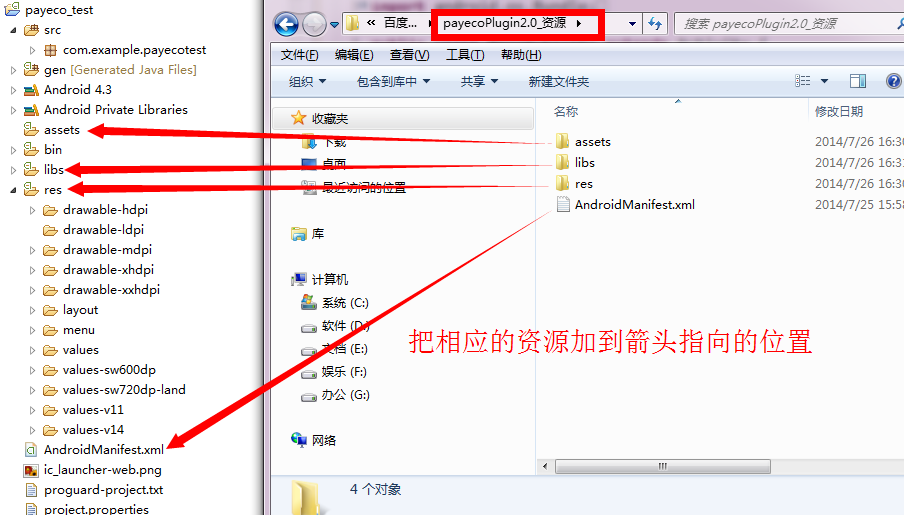 payeco_test
src
com.example.payecotest
gen [Generated Java Files]
Android 4.3
Android Private Libraries
assets
bin
libs
res
drawable-hdpi
drawable-ldpi
drawable-mdpi
drawable-xhdpi
drawable-xxhdpi
layout
menu
values
values-sw600dp
values-sw720dp-land
values-v11
values-v14
AndroidManifest.xml
ic_launcher-web.png
proguard-project.txt
project.properties
« 百度... payecoPlugin2.0_资源
搜索 payecoPlugin2.0_资源
文件(F) 编辑(E) 查看(V) 工具(T) 帮助(H)
组织 包含到库中 共享 新建文件夹
收藏夹
下载
桌面
最近访问的位置
库
计算机
系统 (C:)
软件 (D:)
文档 (E:)
娱乐 (F:)
办公 (G:)
网络
名称 修改日期
assets 2014/7/26 16:30
libs 2014/7/26 16:31
res 2014/7/26 16:30
AndroidManifest.xml 2014/7/25 15:58
把相应的资源加到箭头指向的位置
4 个对象